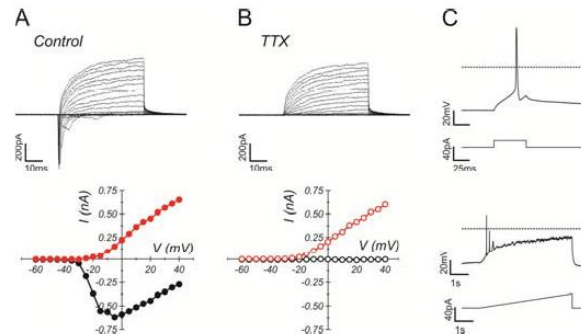 A
Control
200pA
10ms
0.75
I (nA)
0.50
0.25
V (mV)
-60
-40
-20
20
40
-0.25
-0.50
-0.75
B
TTX
200pA
10ms
0.75
I (nA)
0.50
0.25
V (mV)
-60
-40
-20
20
40
-0.25
-0.50
-0.75
C
20mV
40pA
25ms
20mV
1s
40pA
1s